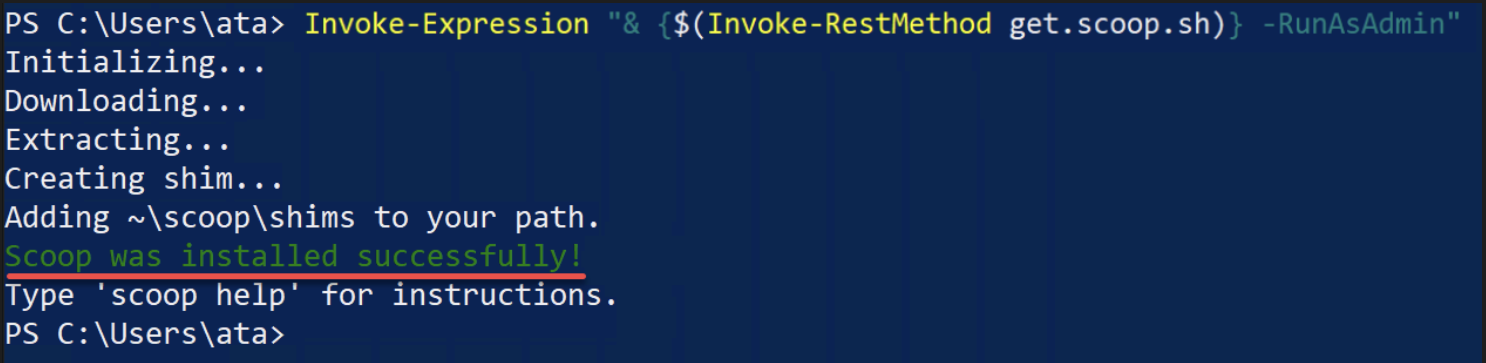 PS C:\Users\ata> Invoke-Expression "& {$(Invoke-RestMethod get.scoop.sh)} -RunAsAdmin"
Initializing...
Downloading...
Extracting...
Creating shim...
Adding ~\scoop\shims to your path.
Scoop was installed successfully!
Type 'scoop help' for instructions.
PS C:\Users\ata>